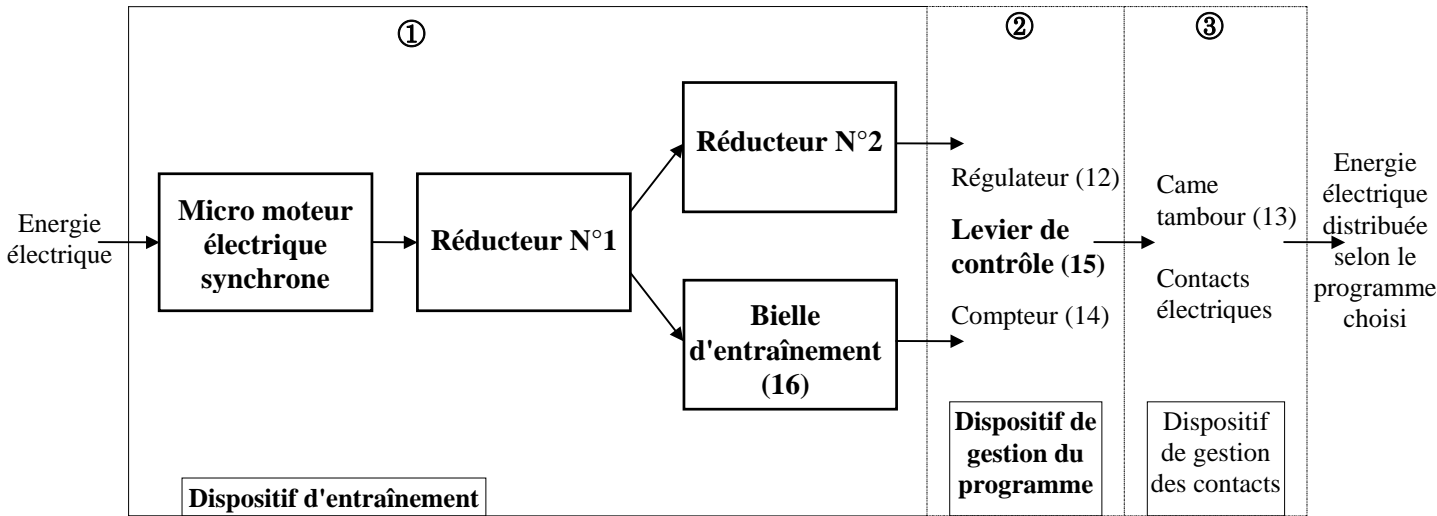 ①
②
③
Energie
électrique
Micro moteur
électrique
synchrone
Réducteur N°1
Réducteur N°2
Bielle
d'entraînement
(16)
Régulateur (12)
Levier de
contrôle (15)
Compteur (14)
Came
tambour (13)
Contacts
électriques
Energie
électrique
distribuée
selon le
programme
choisi
Dispositif d'entraînement
Dispositif de
gestion du
programme
Dispositif
de gestion
des contacts